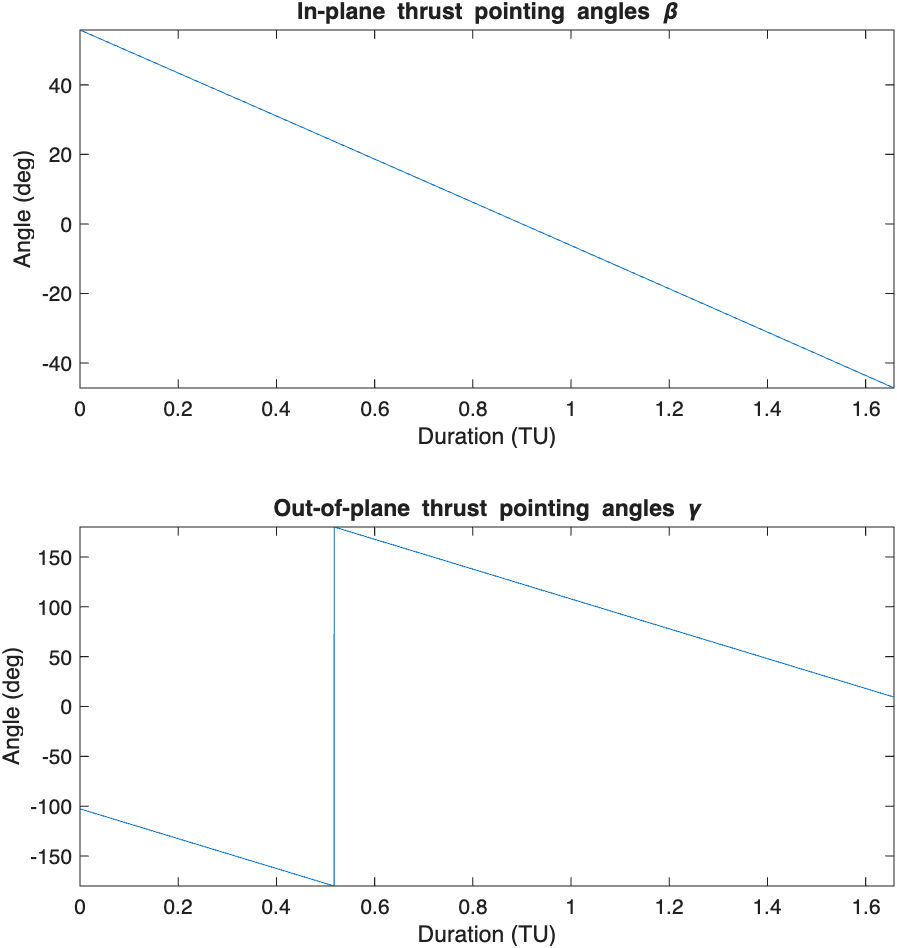 In-plane thrust pointing angles β
40
20
0
-20
-40
Angle (deg)
0 0.2 0.4 0.6 0.8 1 1.2 1.4 1.6
Duration (TU)
Out-of-plane thrust pointing angles γ
150
100
50
0
-50
-100
-150
Angle (deg)
0 0.2 0.4 0.6 0.8 1 1.2 1.4 1.6
Duration (TU)